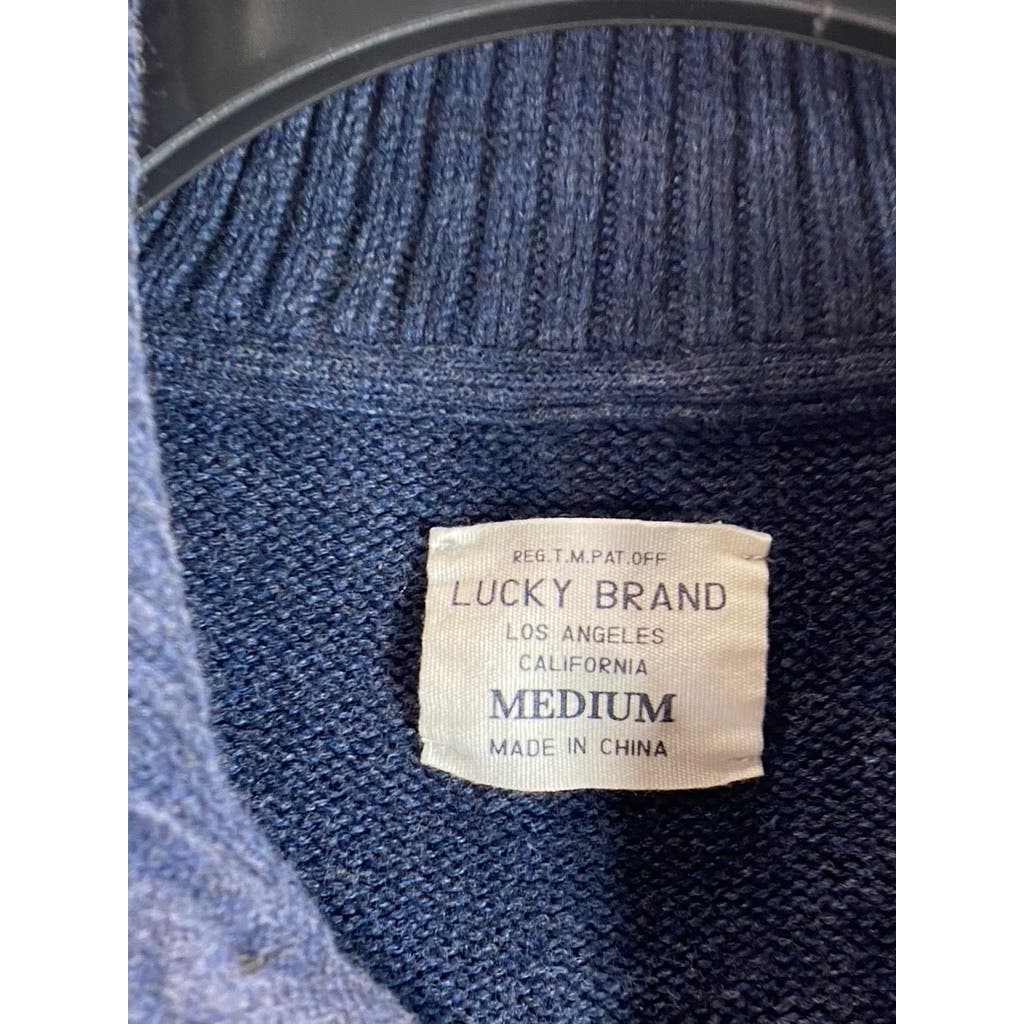 REG.T.M.PAT.OFF
LUCKY BRAND
LOS ANGELES
CALIFORNIA
MEDIUM
MADE IN CHINA